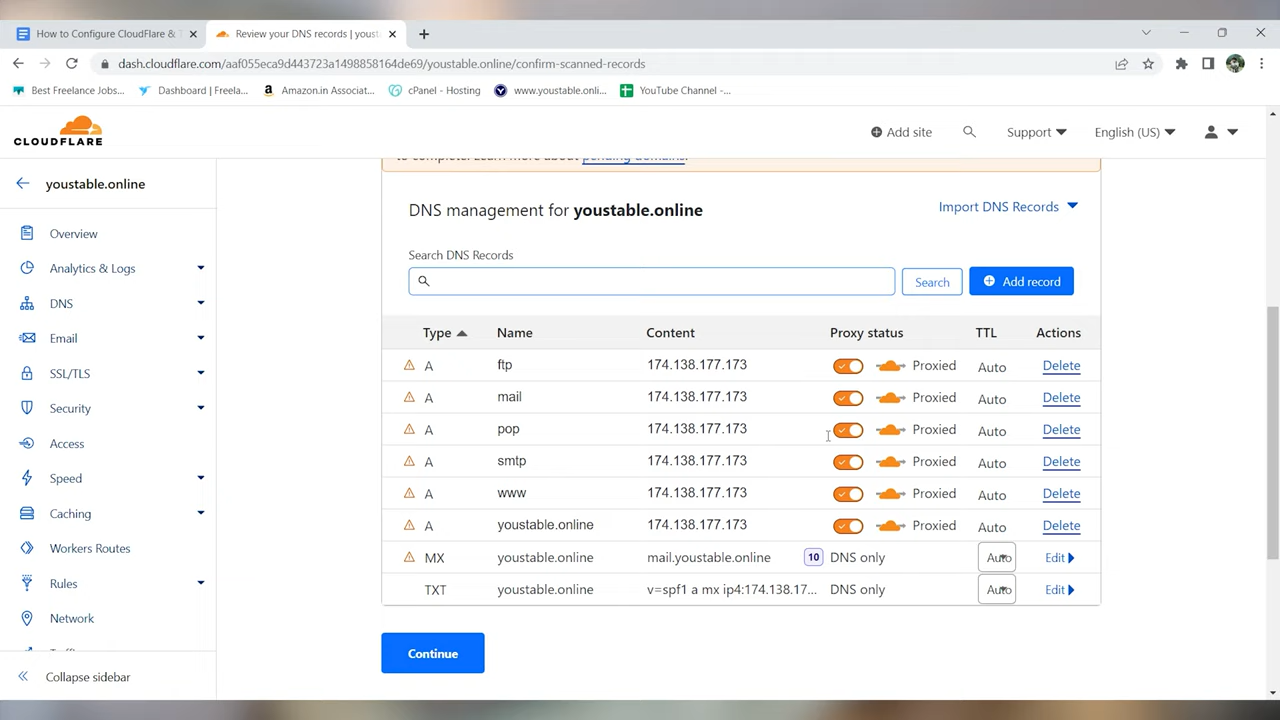 How to Configure CloudFlare & T
Review your DNS records | youst
dash.cloudflare.com/aaf055eca9d443723a1498858164de69/youstable.online/confirm-scanned-records
Best Freelance Jobs...
Dashboard | Freela...
Amazon.in Associat...
cPanel - Hosting
www.youstable.onli...
YouTube Channel -...
CLOUDFLARE
Add site
Support
English (US)
youstable.online
to complete. Learn more about pending domains.
Overview
Analytics & Logs
DNS
Email
SSL/TLS
Security
Access
Speed
Caching
Workers Routes
Rules
Network
Collapse sidebar
DNS management for youstable.online
Import DNS Records
Search DNS Records
Search
Add record
Type Name Content Proxy status TTL Actions
A ftp 174.138.177.173 Proxied Auto Delete
A mail 174.138.177.173 Proxied Auto Delete
A pop 174.138.177.173 Proxied Auto Delete
A smtp 174.138.177.173 Proxied Auto Delete
A www 174.138.177.173 Proxied Auto Delete
A youstable.online 174.138.177.173 Proxied Auto Delete
MX youstable.online mail.youstable.online 10 DNS only Auto Edit
TXT youstable.online v=spf1 a mx ip4:174.138.17... DNS only Auto Edit
Continue